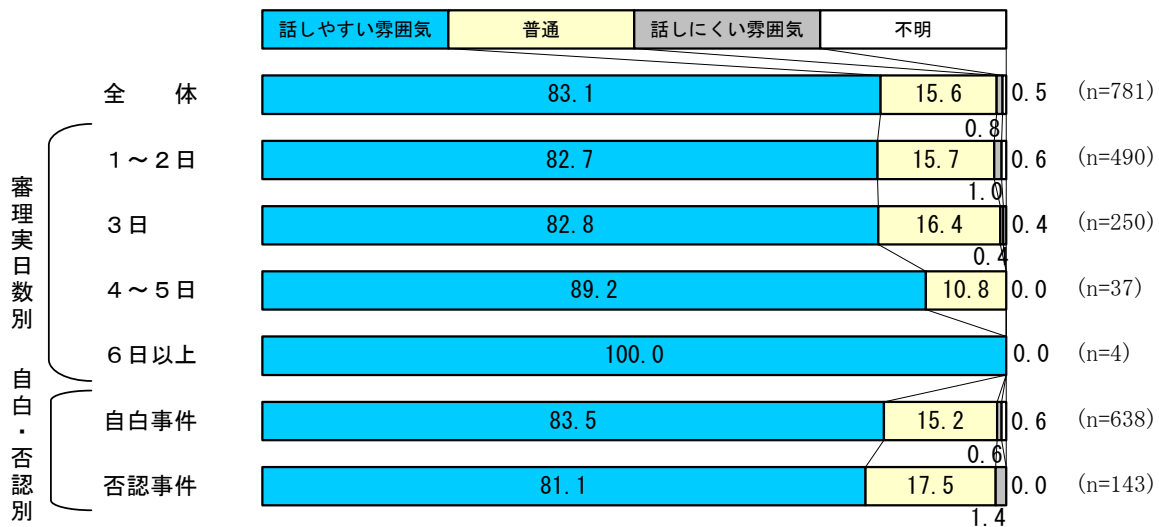 話しやすい雰囲気 普通 話しにくい雰囲気 不明
全 体 83.1 15.6 0.5 (n=781)
0.8
審理実日数別
1~2日 82.7 15.7 0.6 (n=490)
1.0
3日 82.8 16.4 0.4 (n=250)
0.4
4~5日 89.2 10.8 0.0 (n=37)
6日以上 100.0 0.0 (n=4)
自白・否認別
自白事件 83.5 15.2 0.6 (n=638)
0.6
否認事件 81.1 17.5 0.0 (n=143)
1.4